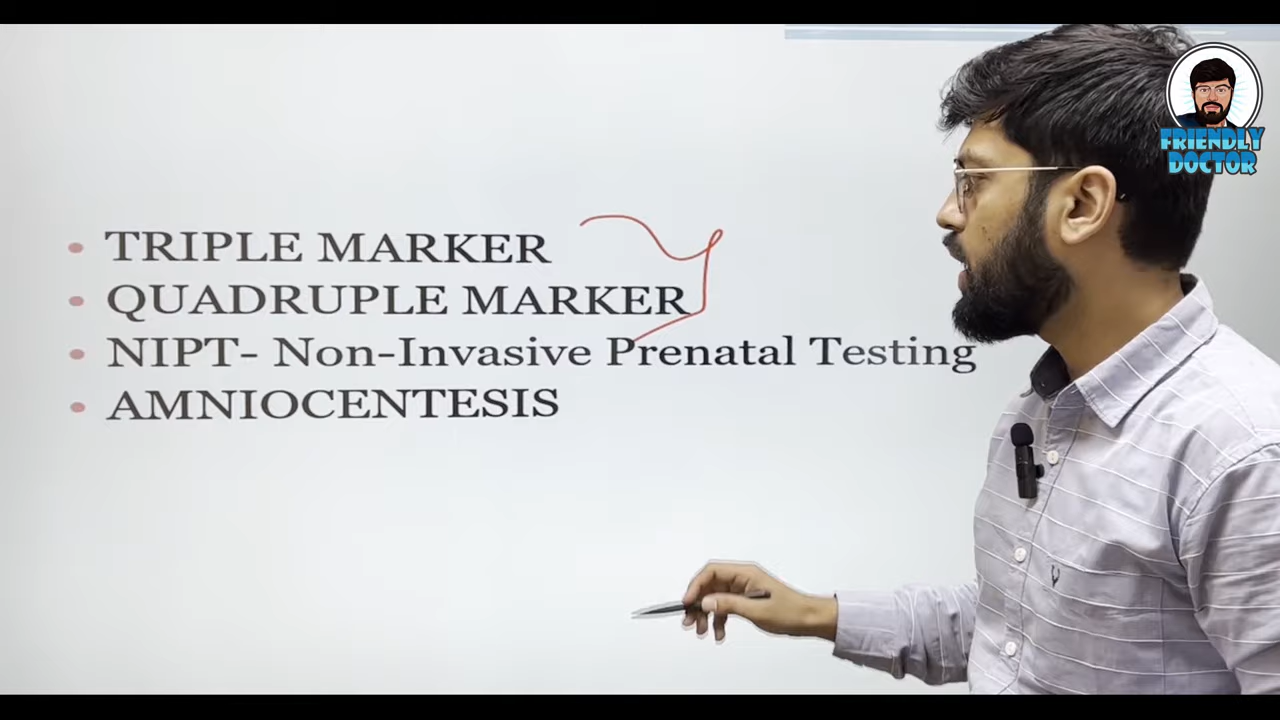 TRIPLE MARKER
QUADRUPLE MARKER
NIPT- Non-Invasive Prenatal Testing
AMNIOCENTESIS
FRIENDLY
DOCTOR